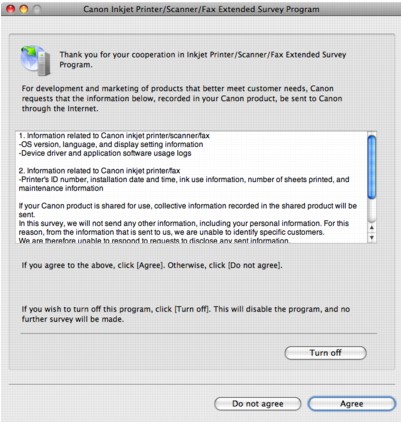 Canon Inkjet Printer/Scanner/Fax Extended Survey Program
Thank you for your cooperation in Inkjet Printer/Scanner/Fax Extended Survey
Program.
For development and marketing of products that better meet customer needs, Canon
requests that the information below, recorded in your Canon product, be sent to Canon
through the Internet.
1. Information related to Canon inkjet printer/scanner/fax
-OS version, language, and display setting information
-Device driver and application software usage logs
2. Information related to Canon inkjet printer/scanner/fax
-Printer's ID number, installation date and time, ink use information, number of sheets printed, and
maintenance information
If your Canon product is shared for use, collective information recorded in the shared product will be
sent.
In this survey, we will not send any other information, including your personal information. For this
reason, from the information that is sent to us, we are unable to identify specific customers.
We are therefore unable to respond to requests to disclose any sent information.
If you agree to the above, click [Agree]. Otherwise, click [Do not agree].
If you wish to turn off this program, click [Turn off]. This will disable the program, and no
further survey will be made.
Turn off
Do not agree
Agree